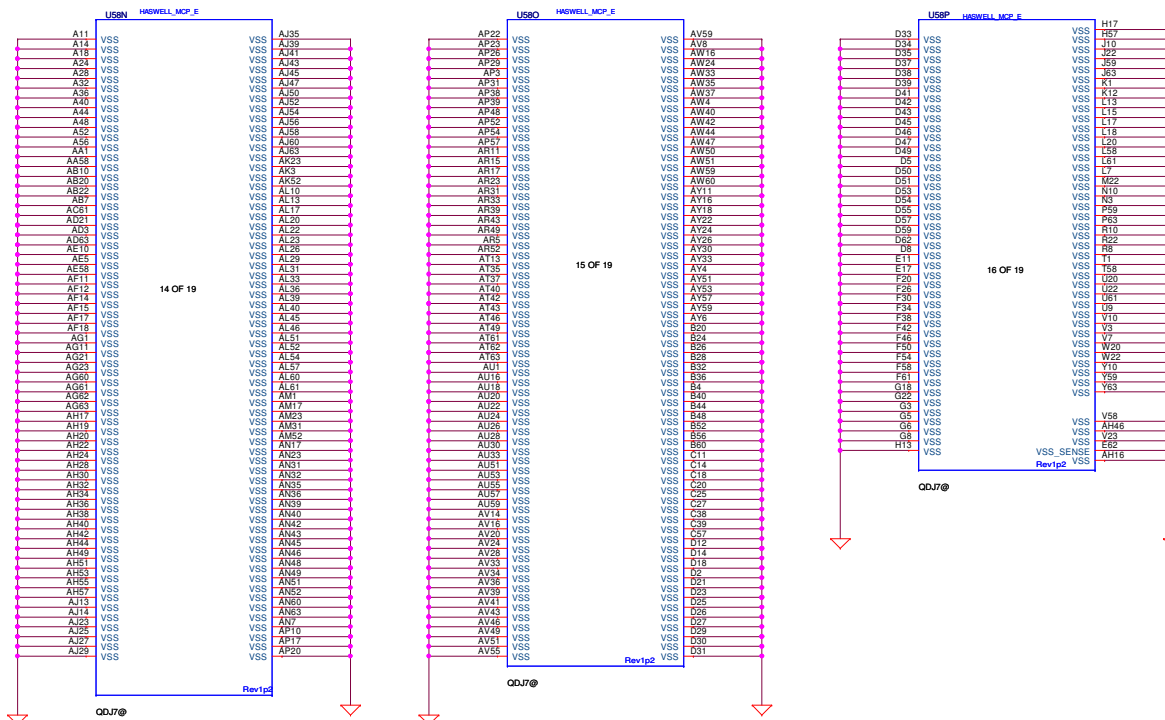 U58N HASWELL_MCP_E
A11 VSS VSS AJ35
A14 VSS VSS AJ39
A18 VSS VSS AJ41
A24 VSS VSS AJ43
A28 VSS VSS AJ45
A32 VSS VSS AJ47
A36 VSS VSS AJ50
A40 VSS VSS AJ52
A44 VSS VSS AJ54
A48 VSS VSS AJ56
A52 VSS VSS AJ58
A56 VSS VSS AJ60
AA1 VSS VSS AJ63
AA58 VSS VSS AK23
AB10 VSS VSS AK3
AB20 VSS VSS AK52
AB22 VSS VSS AL10
AB7 VSS VSS AL13
AC61 VSS VSS AL17
AD21 VSS VSS AL20
AD3 VSS VSS AL22
AD63 VSS VSS AL23
AE10 VSS VSS AL26
AE5 VSS VSS AL29
AE58 VSS VSS AL31
AF11 VSS VSS AL33
AF12 VSS 14 OF 19 VSS AL36
AF14 VSS VSS AL39
AF15 VSS VSS AL40
AF17 VSS VSS AL45
AF18 VSS VSS AL46
AG1 VSS VSS AL51
AG11 VSS VSS AL52
AG21 VSS VSS AL54
AG23 VSS VSS AL57
AG60 VSS VSS AL60
AG61 VSS VSS AL61
AG62 VSS VSS AM1
AG63 VSS VSS AM17
AH17 VSS VSS AM23
AH19 VSS VSS AM31
AH20 VSS VSS AM52
AH22 VSS VSS AN17
AH24 VSS VSS AN23
AH28 VSS VSS AN31
AH30 VSS VSS AN32
AH32 VSS VSS AN35
AH34 VSS VSS AN36
AH36 VSS VSS AN39
AH38 VSS VSS AN40
AH40 VSS VSS AN42
AH42 VSS VSS AN43
AH44 VSS VSS AN45
AH49 VSS VSS AN46
AH51 VSS VSS AN48
AH53 VSS VSS AN49
AH55 VSS VSS AN51
AH57 VSS VSS AN52
AJ13 VSS VSS AN60
AJ14 VSS VSS AN63
AJ23 VSS VSS AN7
AJ25 VSS VSS AP10
AJ27 VSS VSS AP17
AJ29 VSS VSS AP20
Rev1p2
QDJ7@
U58O HASWELL_MCP_E
AP22 VSS VSS AV59
AP23 VSS VSS AV8
AP26 VSS VSS AW16
AP29 VSS VSS AW24
AP3 VSS VSS AW33
AP31 VSS VSS AW35
AP38 VSS VSS AW37
AP39 VSS VSS AW4
AP48 VSS VSS AW40
AP52 VSS VSS AW42
AP54 VSS VSS AW44
AP57 VSS VSS AW47
AR11 VSS VSS AW50
AR15 VSS VSS AW51
AR17 VSS VSS AW59
AR23 VSS VSS AW60
AR31 VSS VSS AY11
AR33 VSS VSS AY16
AR39 VSS VSS AY18
AR43 VSS VSS AY22
AR49 VSS VSS AY24
AR5 VSS VSS AY26
AR52 VSS VSS AY30
AT13 VSS 15 OF 19 VSS AY33
AT35 VSS VSS AY4
AT37 VSS VSS AY51
AT40 VSS VSS AY53
AT42 VSS VSS AY57
AT43 VSS VSS AY59
AT46 VSS VSS AY6
AT49 VSS VSS B20
AT61 VSS VSS B24
AT62 VSS VSS B26
AT63 VSS VSS B28
AU1 VSS VSS B32
AU16 VSS VSS B36
AU18 VSS VSS B4
AU20 VSS VSS B40
AU22 VSS VSS B44
AU24 VSS VSS B48
AU26 VSS VSS B52
AU28 VSS VSS B56
AU30 VSS VSS B60
AU33 VSS VSS C11
AU51 VSS VSS C14
AU53 VSS VSS C18
AU55 VSS VSS C20
AU57 VSS VSS C25
AU59 VSS VSS C27
AV14 VSS VSS C38
AV16 VSS VSS C39
AV20 VSS VSS C57
AV24 VSS VSS D12
AV28 VSS VSS D14
AV33 VSS VSS D18
AV34 VSS VSS D2
AV36 VSS VSS D21
AV39 VSS VSS D23
AV41 VSS VSS D25
AV43 VSS VSS D26
AV46 VSS VSS D27
AV49 VSS VSS D29
AV51 VSS VSS D30
AV55 VSS VSS D31
Rev1p2
QDJ7@
U58P HASWELL_MCP_E
VSS H17
D33 VSS VSS H57
D34 VSS VSS J10
D35 VSS VSS J22
D37 VSS VSS J59
D38 VSS VSS J63
D39 VSS VSS K1
D41 VSS VSS K12
D42 VSS VSS L13
D43 VSS VSS L15
D45 VSS VSS L17
D46 VSS VSS L18
D47 VSS VSS L20
D49 VSS VSS L58
D5 VSS VSS L61
D50 VSS VSS L7
D51 VSS VSS M22
D53 VSS VSS N10
D54 VSS VSS N3
D55 VSS VSS P59
D57 VSS VSS P63
D59 VSS VSS R10
D62 VSS VSS R22
D8 VSS VSS R8
E11 VSS 16 OF 19 VSS T1
E17 VSS VSS T58
F20 VSS VSS U20
F26 VSS VSS U22
F30 VSS VSS U61
F34 VSS VSS U9
F38 VSS VSS V10
F42 VSS VSS V3
F46 VSS VSS V7
F50 VSS VSS W20
F54 VSS VSS W22
F58 VSS VSS Y10
F61 VSS VSS Y59
G18 VSS VSS Y63
G22 VSS
G3 VSS
G5 VSS VSS V58
G6 VSS VSS AH46
G8 VSS VSS V23
H13 VSS VSS_SENSE E62
VSS AH16
Rev1p2
QDJ7@